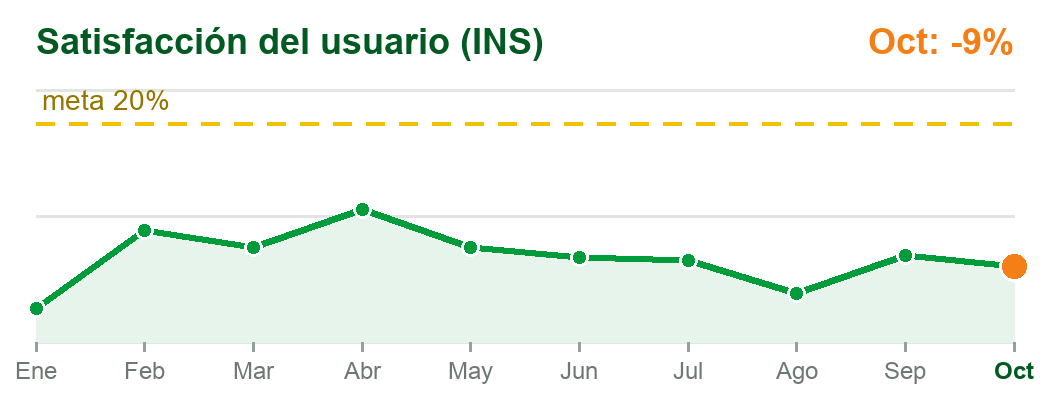 Satisfacción del usuario (INS)
Oct: -9%
meta 20%
Ene Feb Mar Abr May Jun Jul Ago Sep Oct